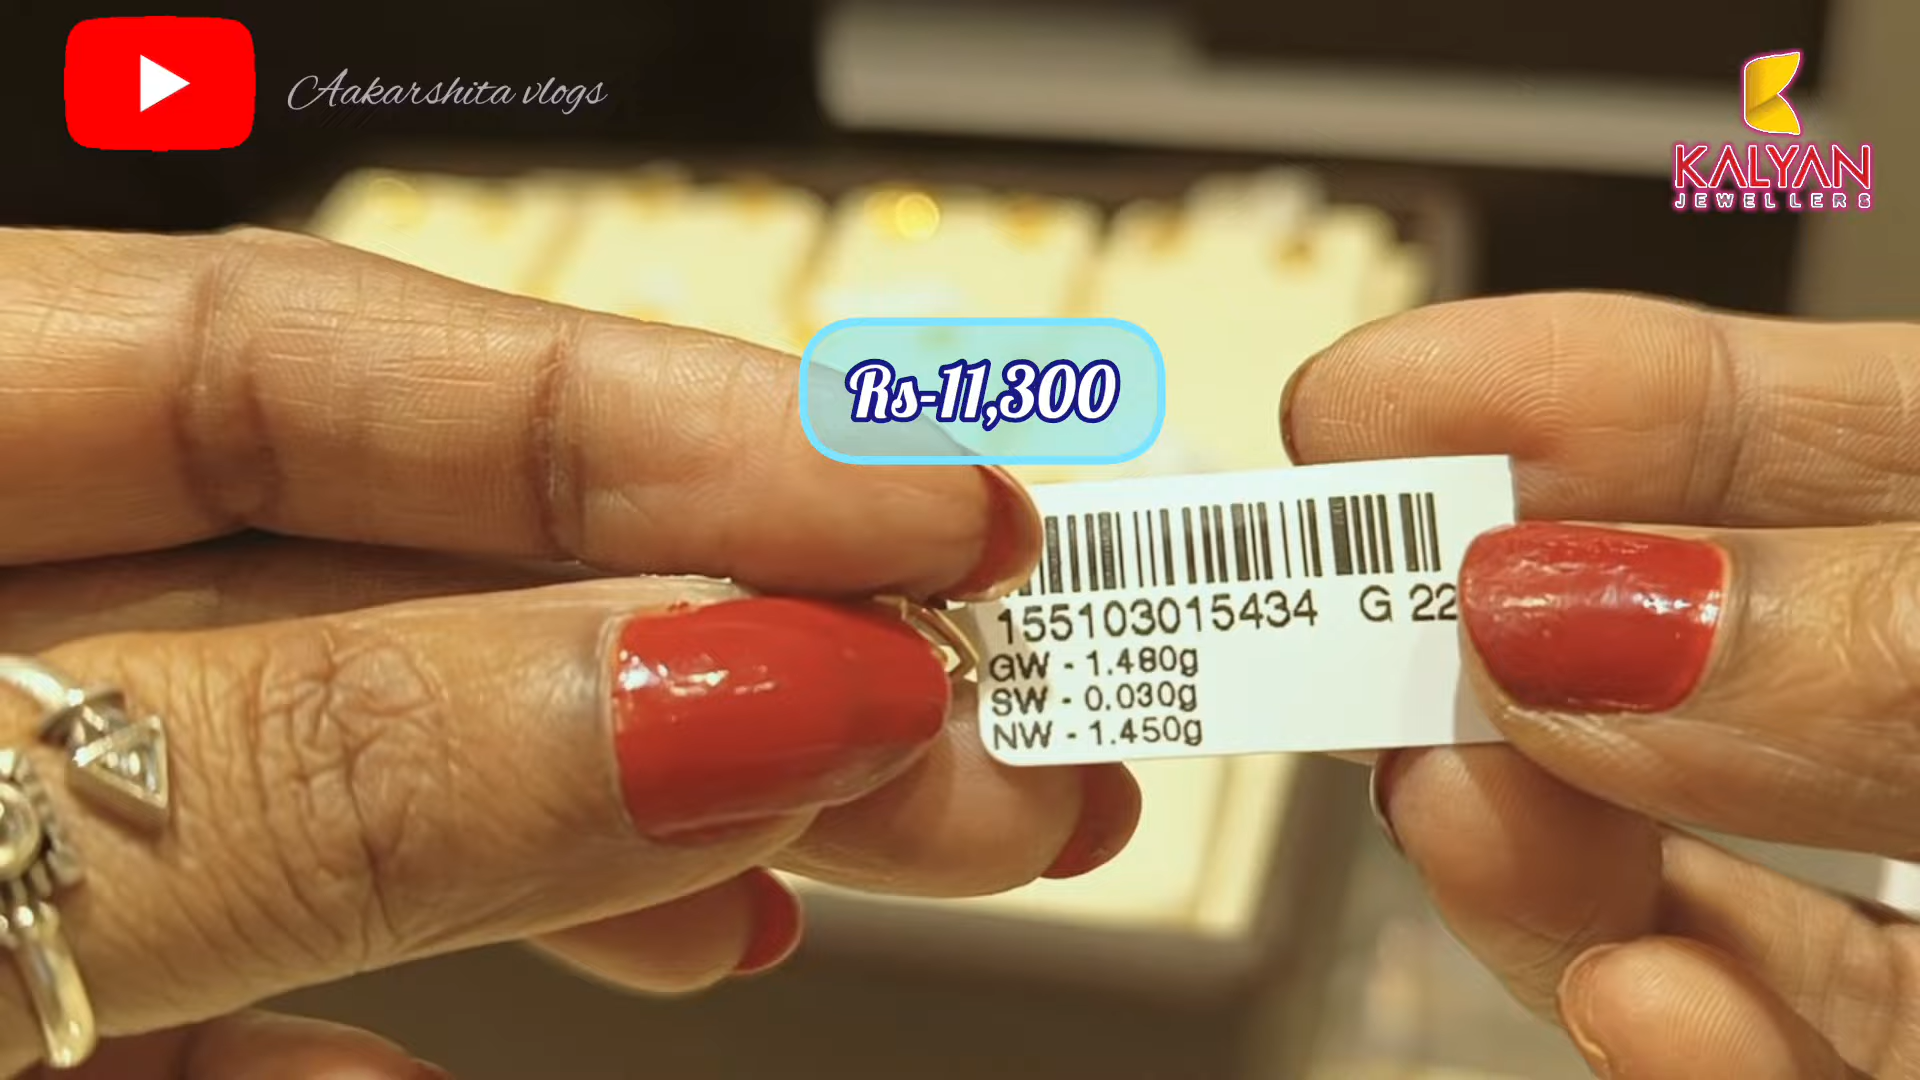 Aakarshita vlogs
KALYAN
JEWELLERS
Rs-11,300
155103015434 G 22
GW - 1.480g
SW - 0.030g
NW - 1.450g